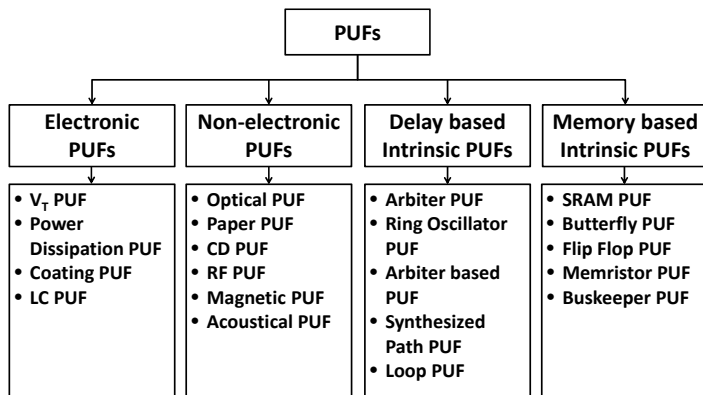 PUFs
Electronic
PUFs
Non-electronic
PUFs
Delay based
Intrinsic PUFs
Memory based
Intrinsic PUFs
• V_T PUF
• Power
Dissipation PUF
• Coating PUF
• LC PUF
• Optical PUF
• Paper PUF
• CD PUF
• RF PUF
• Magnetic PUF
• Acoustical PUF
• Arbiter PUF
• Ring Oscillator
PUF
• Arbiter based
PUF
• Synthesized
Path PUF
• Loop PUF
• SRAM PUF
• Butterfly PUF
• Flip Flop PUF
• Memristor PUF
• Buskeeper PUF